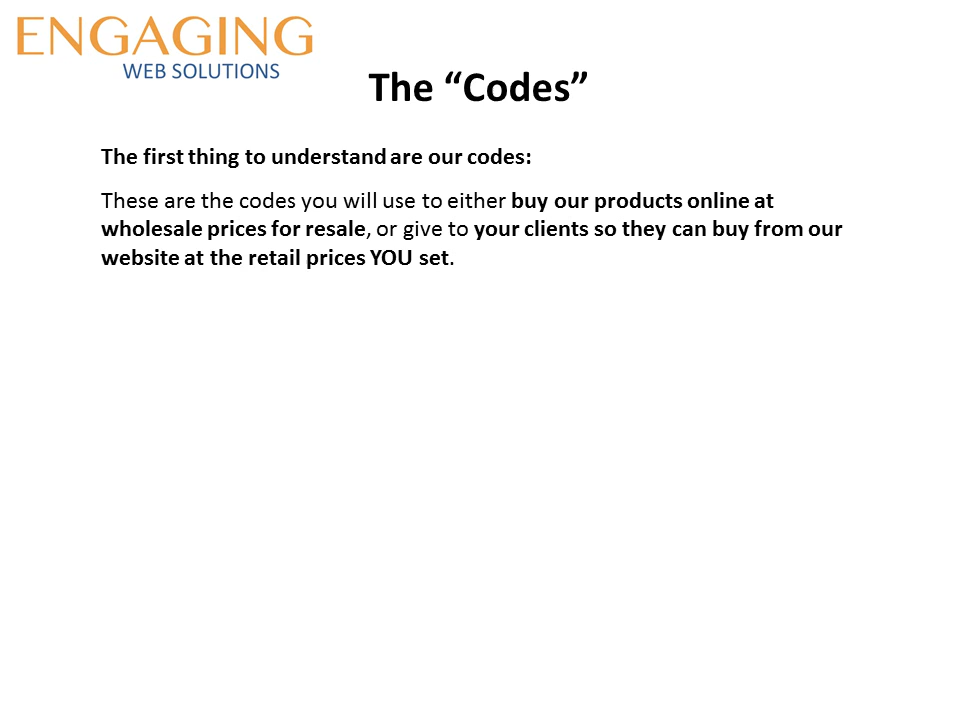 ENGAGING
WEB SOLUTIONS
The “Codes”
The first thing to understand are our codes:
These are the codes you will use to either buy our products online at
wholesale prices for resale, or give to your clients so they can buy from our
website at the retail prices YOU set.